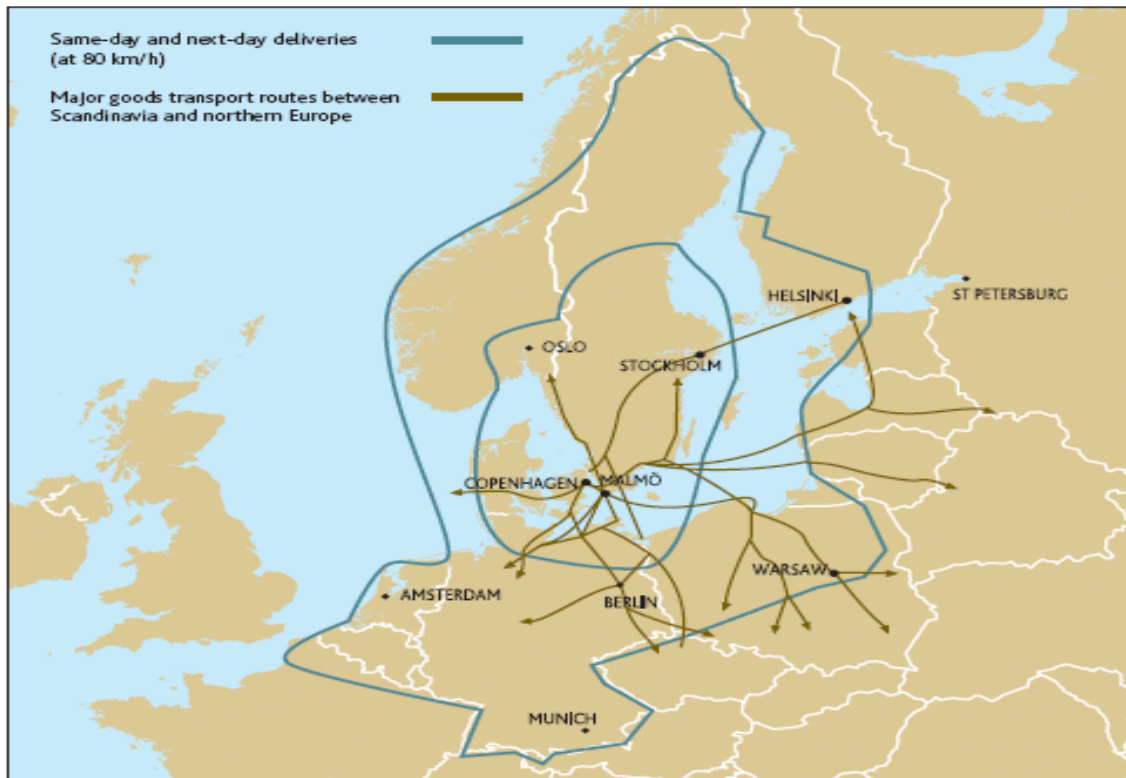 Same-day and next-day deliveries
(at 80 km/h)
Major goods transport routes between
Scandinavia and northern Europe
HELSINKI
ST PETERSBURG
OSLO
STOCKHOLM
COPENHAGEN
MALMÖ
WARSAW
AMSTERDAM
BERLIN
MUNICH